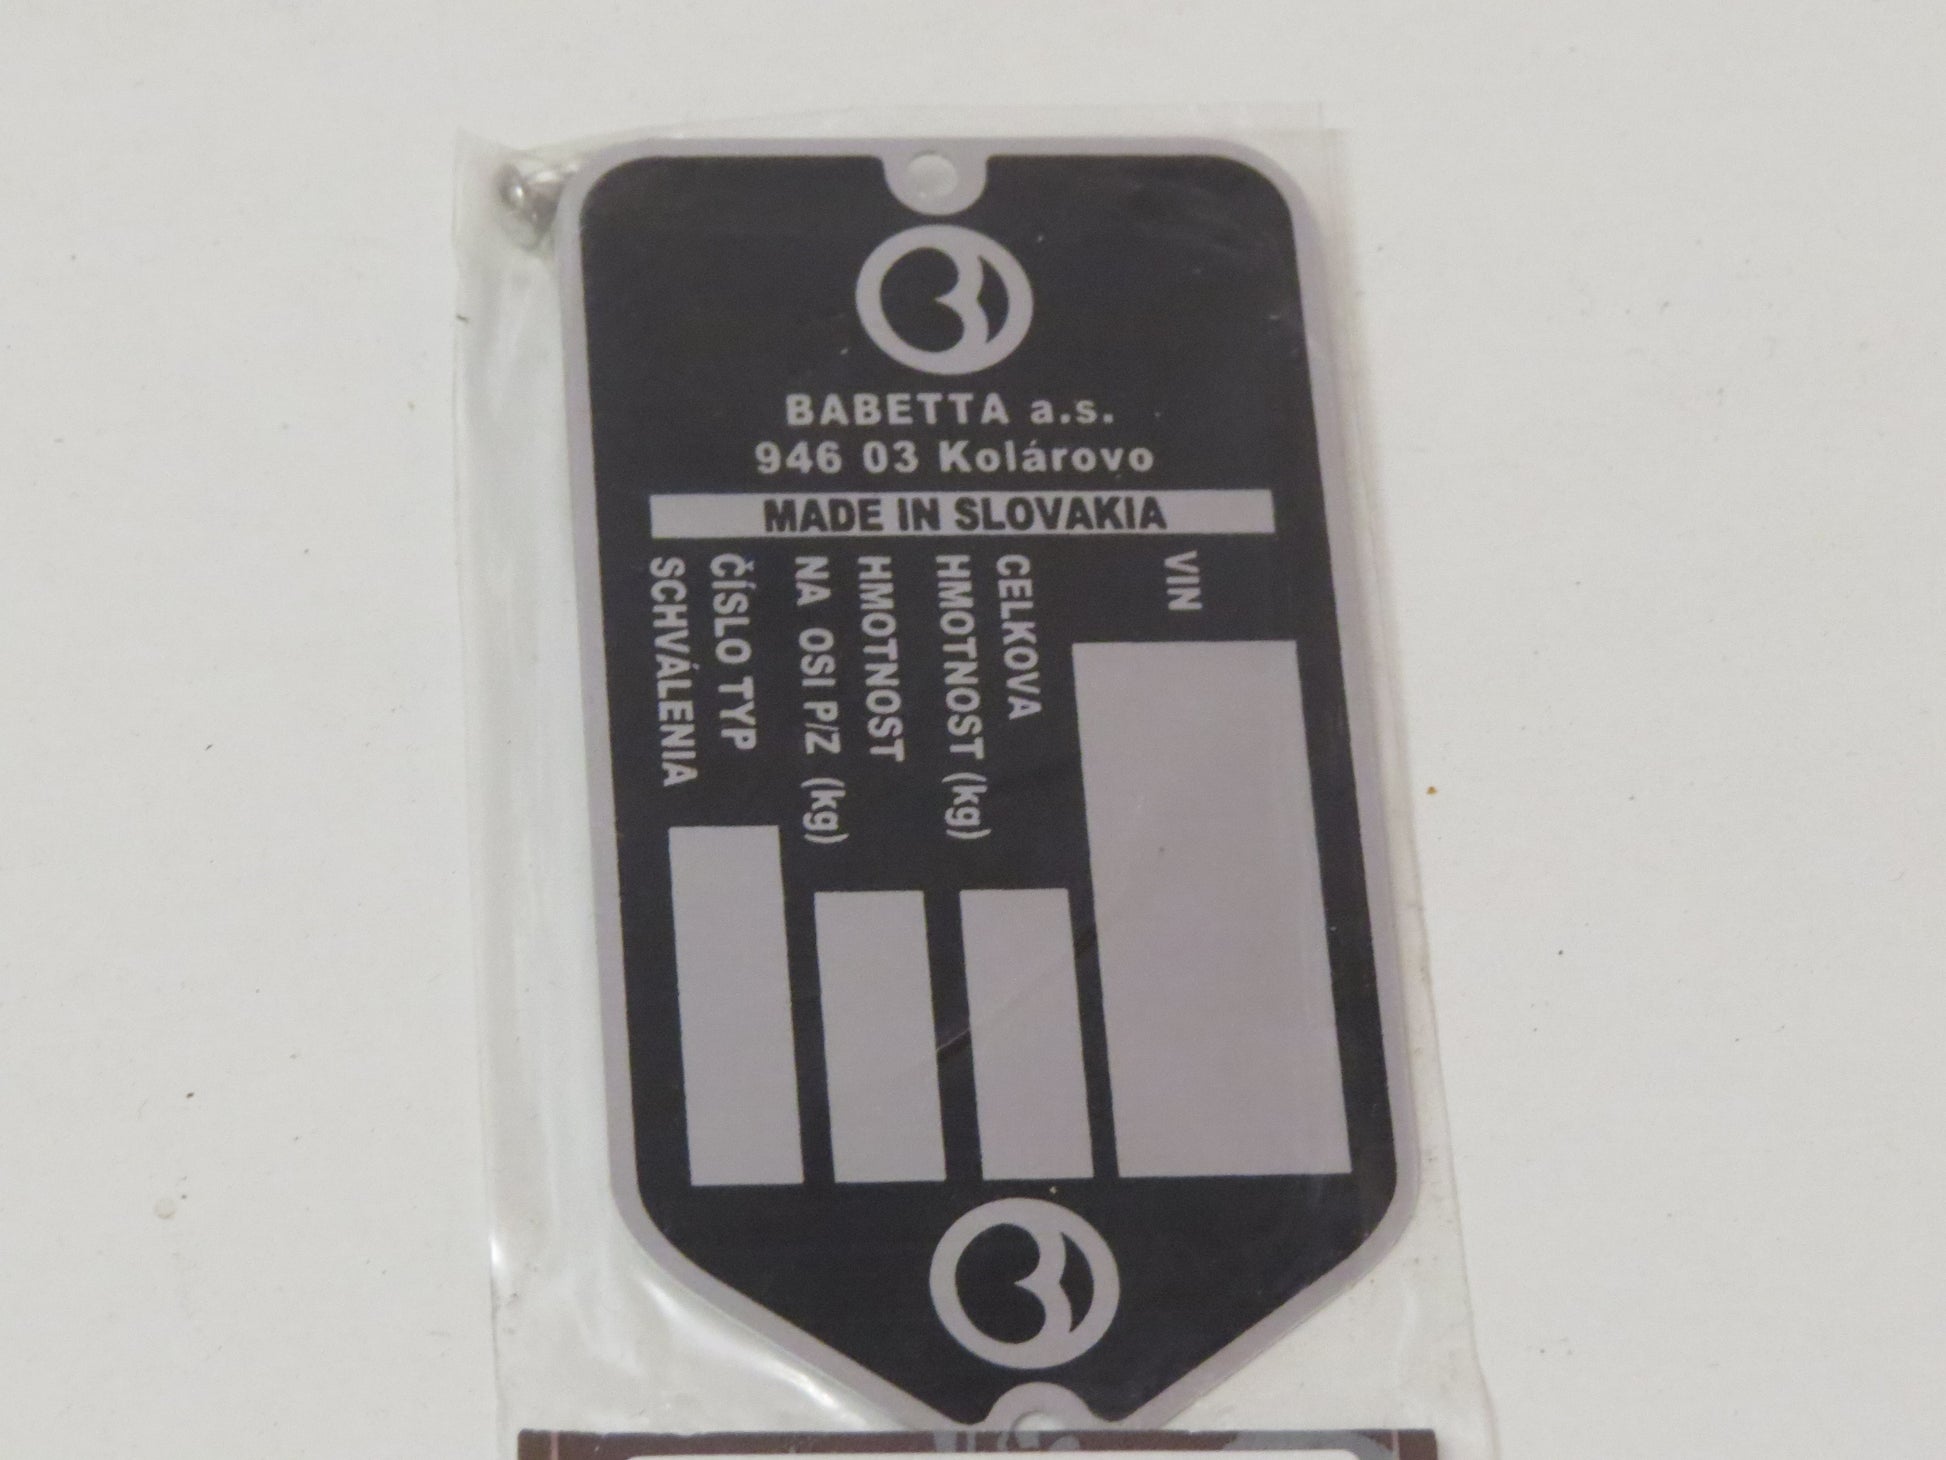 BABETTA a.s.
946 03 Kolárovo
MADE IN SLOVAKIA
VIN
CELKOVA
HMOTNOST (kg)
HMOTNOST
NA OSI P/Z (kg)
ČÍSLO TYP
SCHVÁLENIA